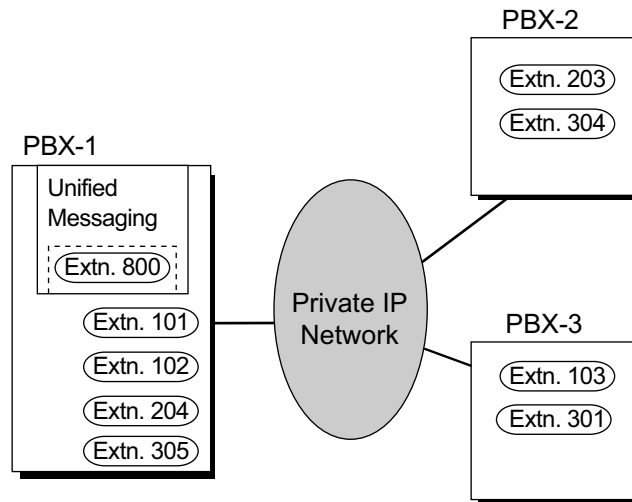 PBX-1
Unified
Messaging
Extn. 800
Extn. 101
Extn. 102
Extn. 204
Extn. 305
Private IP
Network
PBX-2
Extn. 203
Extn. 304
PBX-3
Extn. 103
Extn. 301